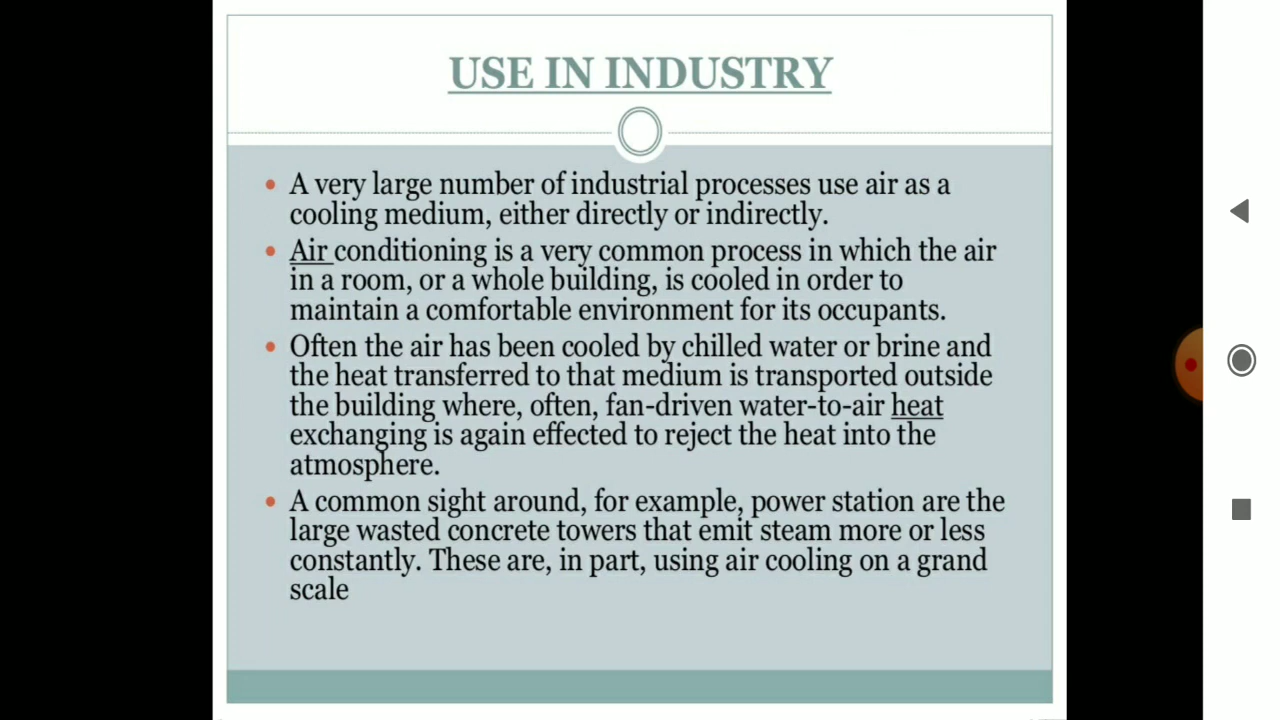 USE IN INDUSTRY
• A very large number of industrial processes use air as a
cooling medium, either directly or indirectly.
• Air conditioning is a very common process in which the air
in a room, or a whole building, is cooled in order to
maintain a comfortable environment for its occupants.
• Often the air has been cooled by chilled water or brine and
the heat transferred to that medium is transported outside
the building where, often, fan-driven water-to-air heat
exchanging is again effected to reject the heat into the
atmosphere.
• A common sight around, for example, power station are the
large wasted concrete towers that emit steam more or less
constantly. These are, in part, using air cooling on a grand
scale